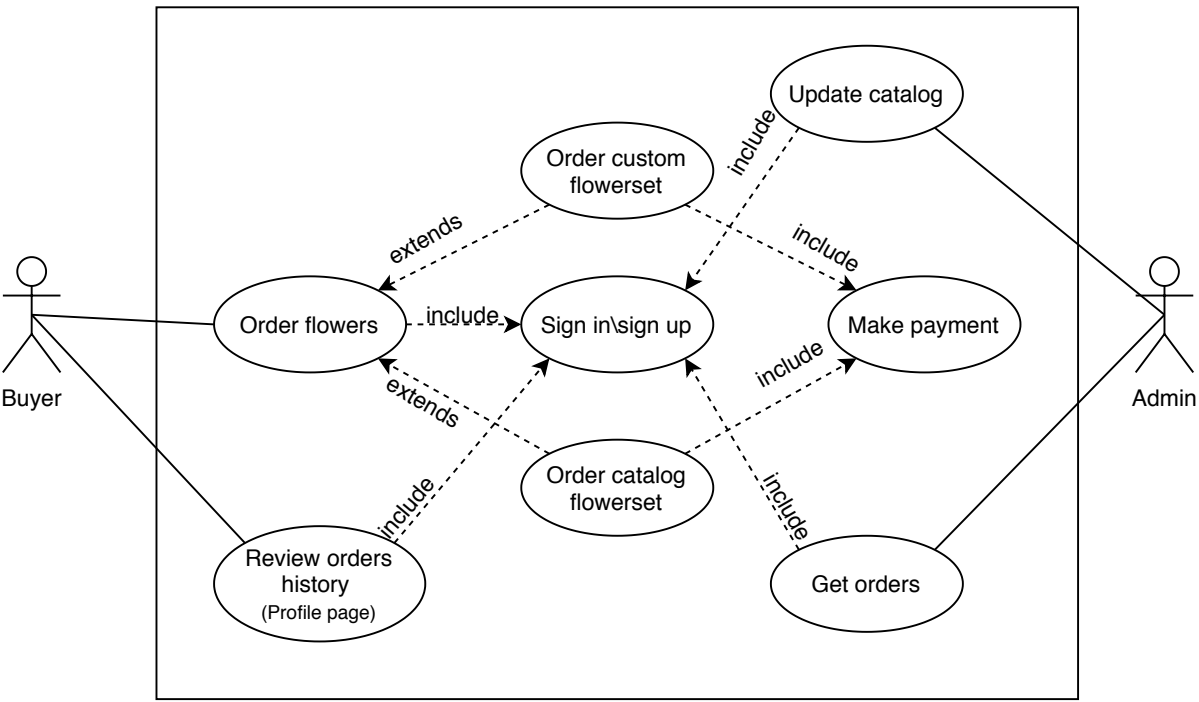 Update catalog
include
Order custom
flowerset
extends
include
Order flowers
include
Sign in\sign up
Make payment
Buyer
Admin
extends
include
Order catalog
flowerset
include
include
Review orders
history
(Profile page)
Get orders